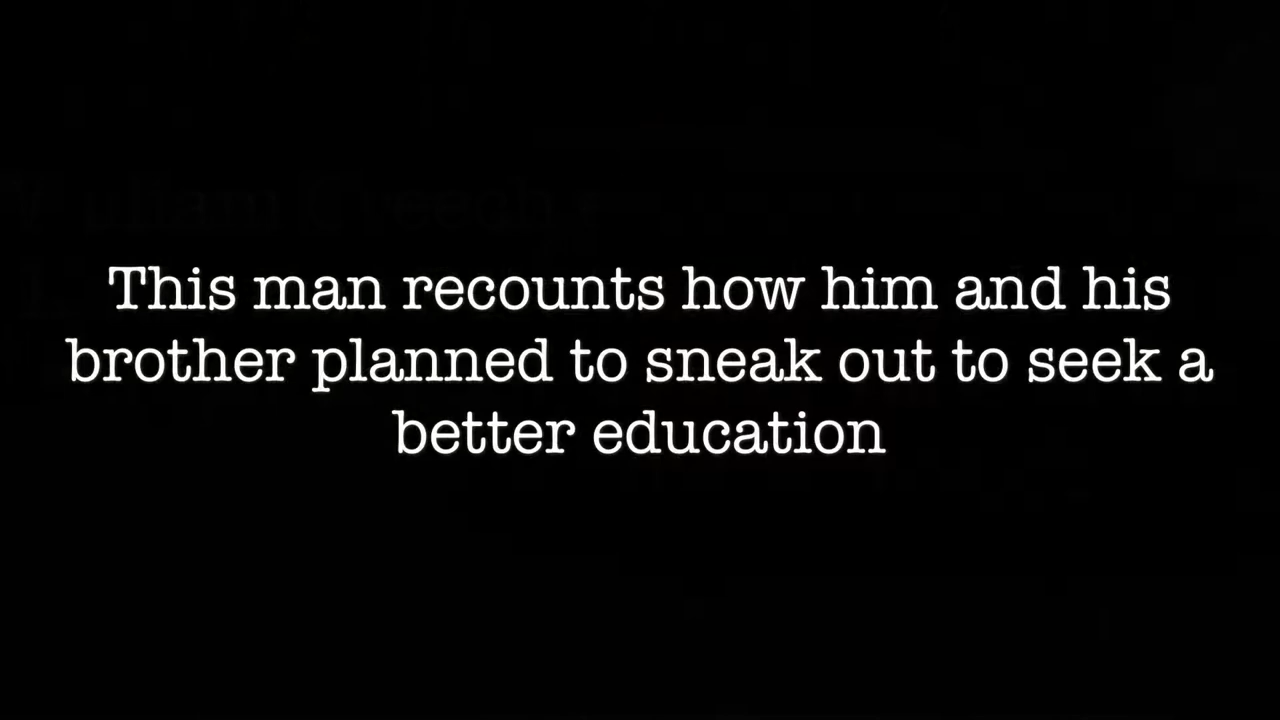 This man recounts how him and his
brother planned to sneak out to seek a
better education